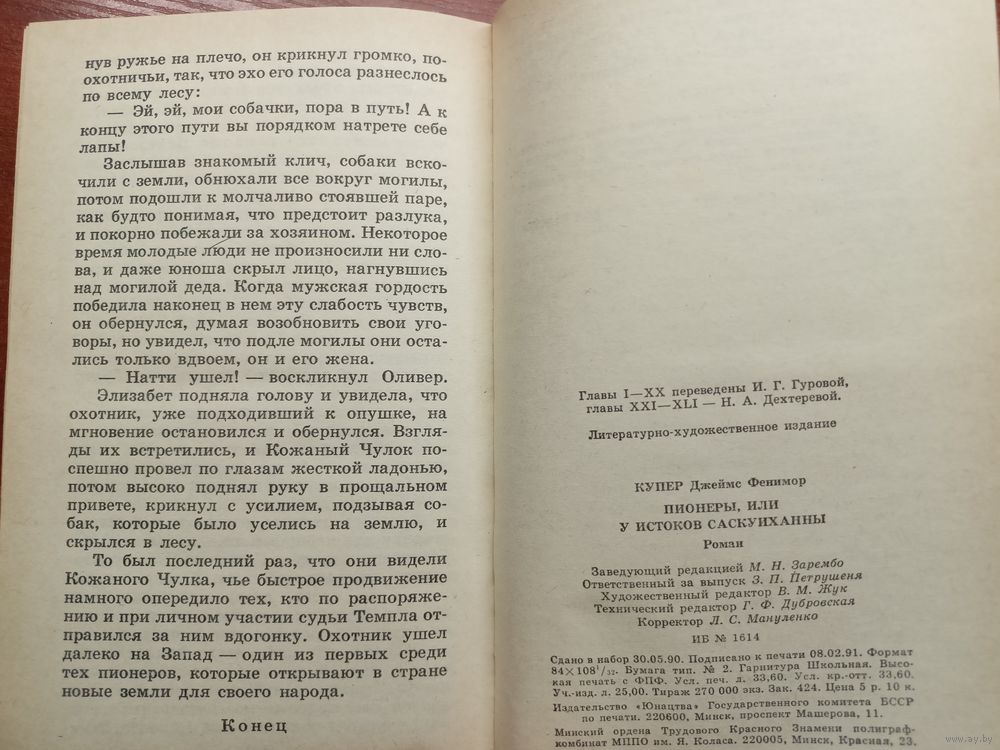 нув ружье на плечо, он крикнул громко, по-
охотничьи, так, что эхо его голоса разнеслось
по всему лесу:
— Эй, эй, мои собачки, пора в путь! А к
концу этого пути вы порядком натрете себе
лапы!
Заслышав знакомый клич, собаки вско-
чили с земли, обнюхали все вокруг могилы,
потом подошли к молчаливо стоявшей паре,
как будто понимая, что предстоит разлука,
и покорно побежали за хозяином. Некоторое
время молодые люди не произносили ни сло-
ва, и даже юноша скрыл лицо, нагнувшись
над могилой деда. Когда мужская гордость
победила наконец в нем эту слабость чувств,
он обернулся, думая возобновить свои уго-
воры, но увидел, что подле могилы они оста-
лись только вдвоем, он и его жена.
— Натти ушел! — воскликнул Оливер.
Элизабет подняла голову и увидела, что
охотник, уже подходивший к опушке, на
мгновение остановился и обернулся. Взгля-
ды их встретились, и Кожаный Чулок по-
спешно провел по глазам жесткой ладонью,
потом высоко поднял руку в прощальном
привете, крикнул с усилием, подзывая со-
бак, которые было уселись на землю, и
скрылся в лесу.
То был последний раз, что они видели
Кожаного Чулка, чье быстрое продвижение
намного опередило тех, кто по распоряже-
нию и при личном участии судьи Темпла от-
правился за ним вдогонку. Охотник ушел
далеко на Запад — один из первых среди
тех пионеров, которые открывают в стране
новые земли для своего народа.
Конец
Главы I—XX переведены И. Г. Гуровой,
главы XXI—XLI — Н. А. Дехтеревой.
Литературно-художественное издание
КУПЕР Джеймс Фенимор
ПИОНЕРЫ, ИЛИ
У ИСТОКОВ САСКУИХАННЫ
Роман
Заведующий редакцией М. Н. Зарембо
Ответственный за выпуск З. П. Петрушеня
Художественный редактор В. М. Жук
Технический редактор Г. Ф. Дубровская
Корректор Л. С. Мануленко
ИБ № 1614
Сдано в набор 30.05.90. Подписано к печати 08.02.91. Формат
84×108¹/₃₂. Бумага тип. № 2. Гарнитура Школьная. Высо-
кая печать с ФПФ. Усл. печ. л. 33,60. Усл. кр.-отт. 33,60.
Уч.-изд. л. 25,00. Тираж 270 000 экз. Зак. 424. Цена 5 р. 10 к.
Издательство «Юнацтва» Государственного комитета БССР
по печати. 220600, Минск, проспект Машерова, 11.
Минский ордена Трудового Красного Знамени полиграф-
комбинат МППО им. Я. Коласа. 220005, Минск, Красная, 23.
www.ay.by